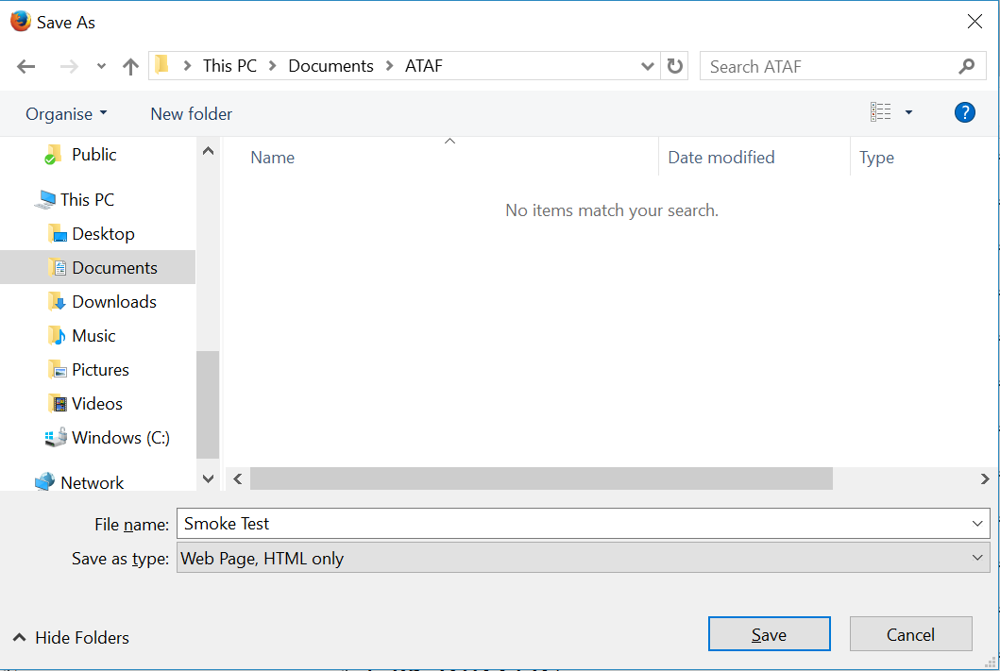 Save As
This PC Documents ATAF Search ATAF
Organise New folder ?
Name Date modified Type
No items match your search.
Public
This PC
Desktop
Documents
Downloads
Music
Pictures
Videos
Windows (C:)
Network
File name: Smoke Test
Save as type: Web Page, HTML only
Hide Folders Save Cancel